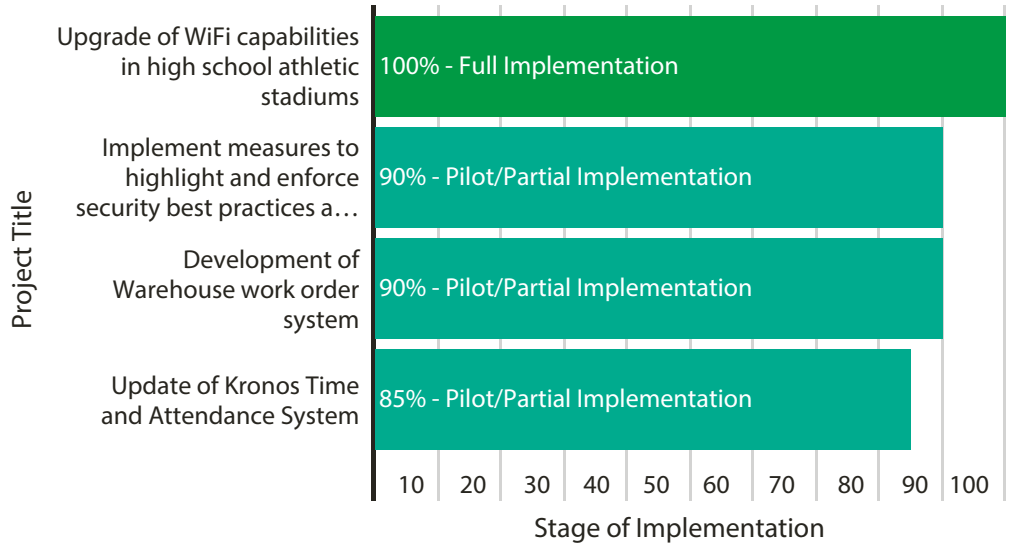 Project Title
Upgrade of WiFi capabilities
in high school athletic
stadiums
100% - Full Implementation
Implement measures to
highlight and enforce
security best practices a…
90% - Pilot/Partial Implementation
Development of
Warehouse work order
system
90% - Pilot/Partial Implementation
Update of Kronos Time
and Attendance System
85% - Pilot/Partial Implementation
10 20 30 40 50 60 70 80 90 100
Stage of Implementation